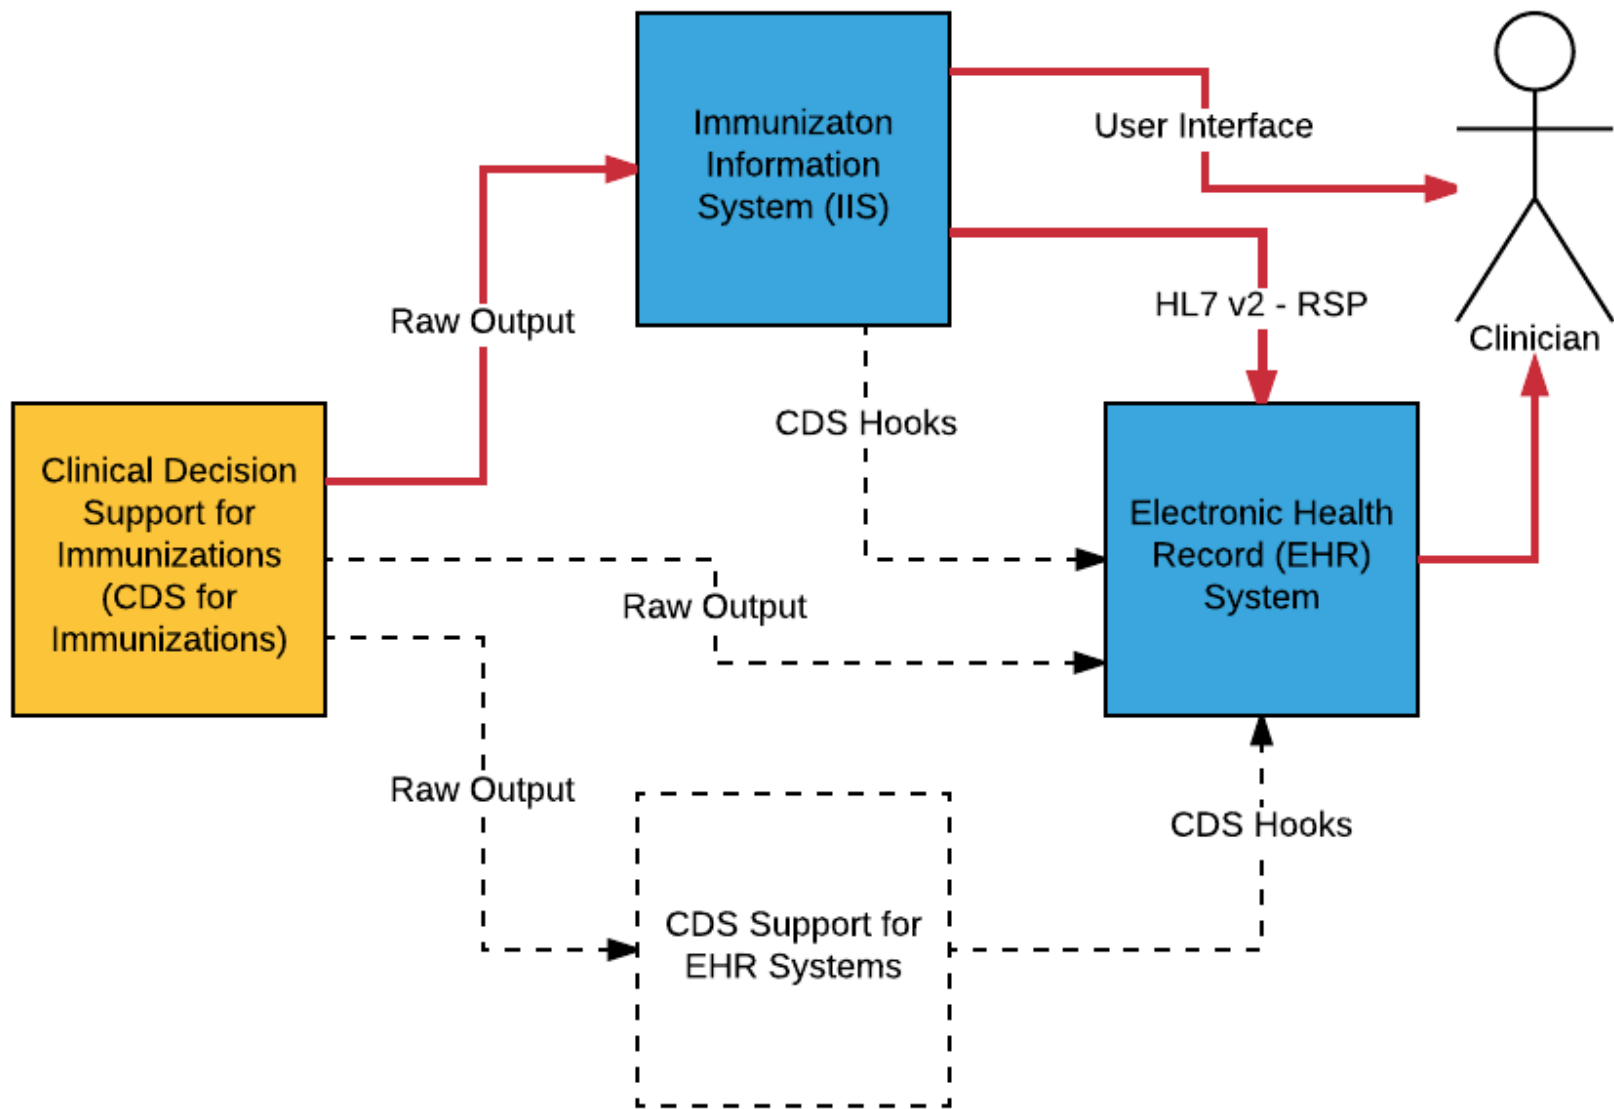 Immunizaton
Information
System (IIS)
User Interface
HL7 v2 - RSP
Clinician
Raw Output
CDS Hooks
Clinical Decision
Support for
Immunizations
(CDS for
Immunizations)
Electronic Health
Record (EHR)
System
Raw Output
Raw Output
CDS Hooks
CDS Support for
EHR Systems